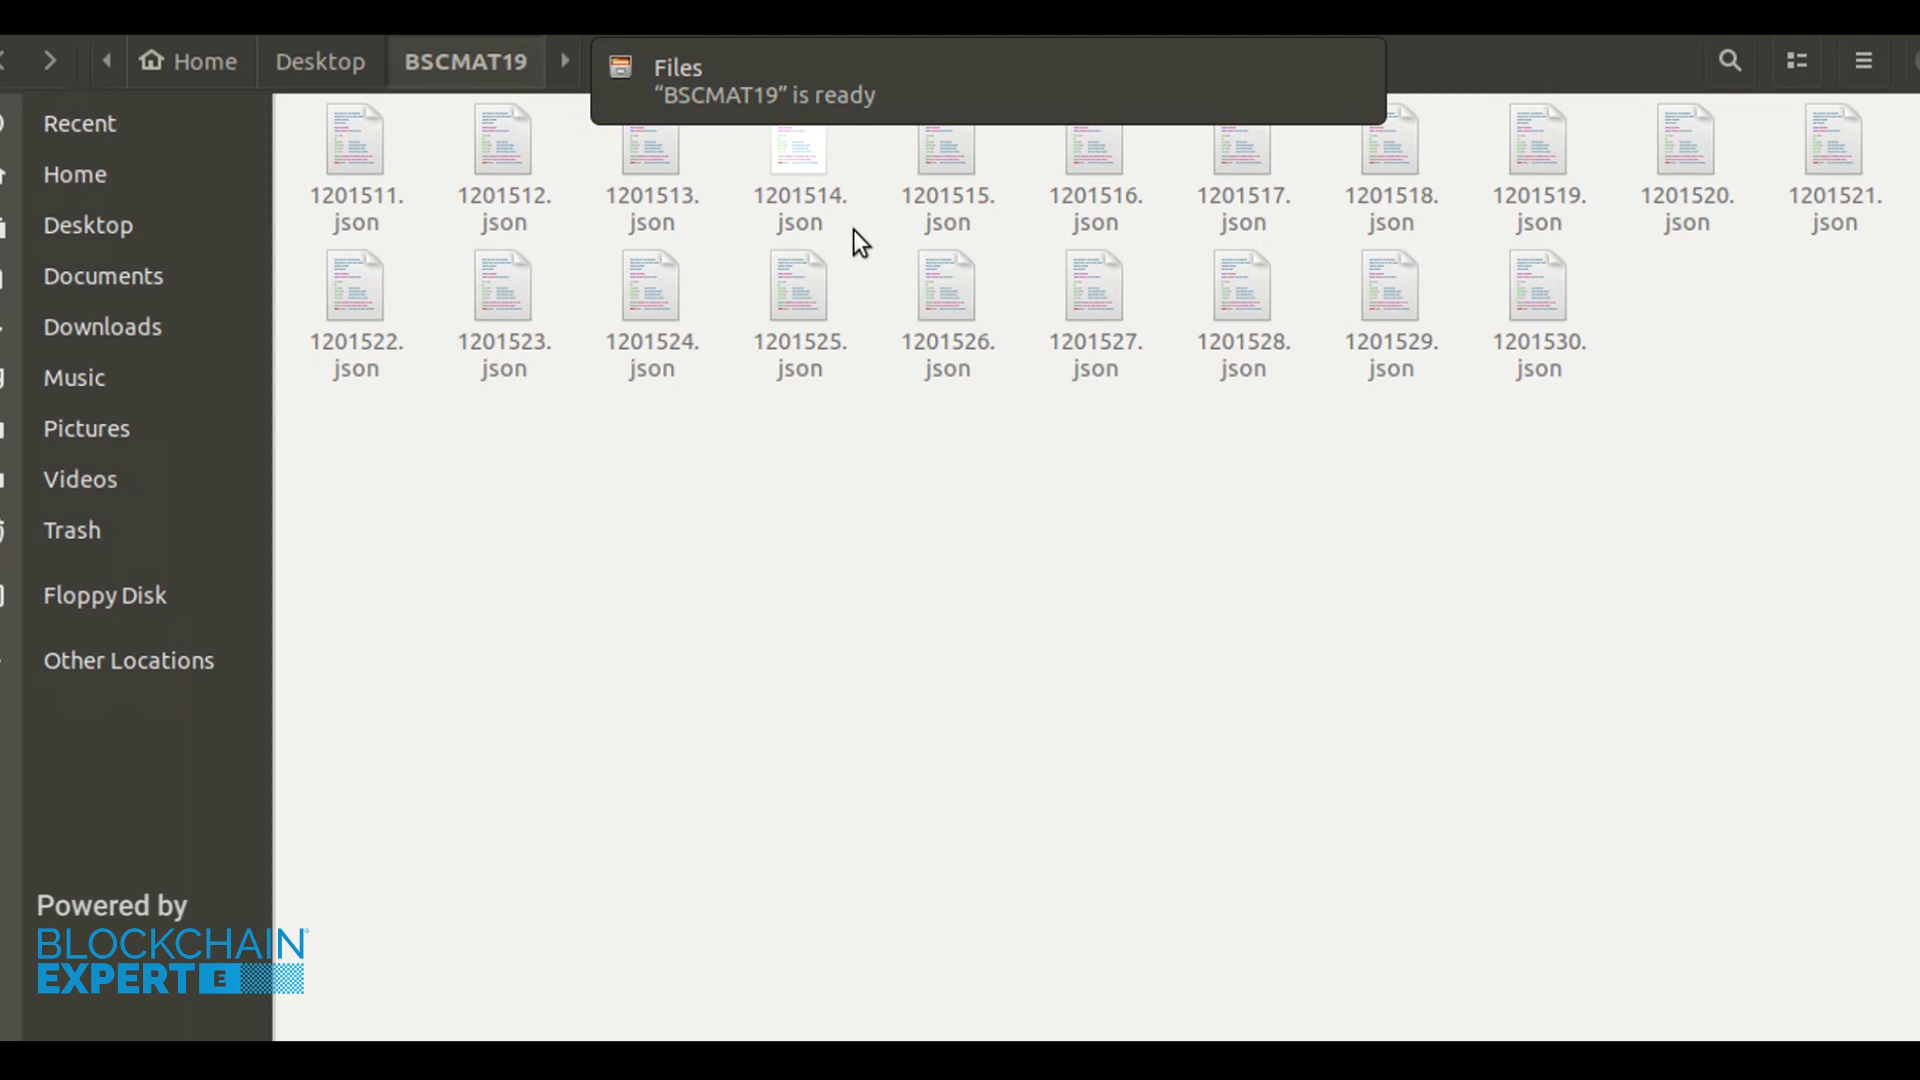 Home
Desktop
BSCMAT19
Files
“BSCMAT19” is ready
Recent
Home
Desktop
Documents
Downloads
Music
Pictures
Videos
Trash
Floppy Disk
Other Locations
1201511.
json
1201512.
json
1201513.
json
1201514.
json
1201515.
json
1201516.
json
1201517.
json
1201518.
json
1201519.
json
1201520.
json
1201521.
json
1201522.
json
1201523.
json
1201524.
json
1201525.
json
1201526.
json
1201527.
json
1201528.
json
1201529.
json
1201530.
json
Powered by
BLOCKCHAIN
EXPERT E